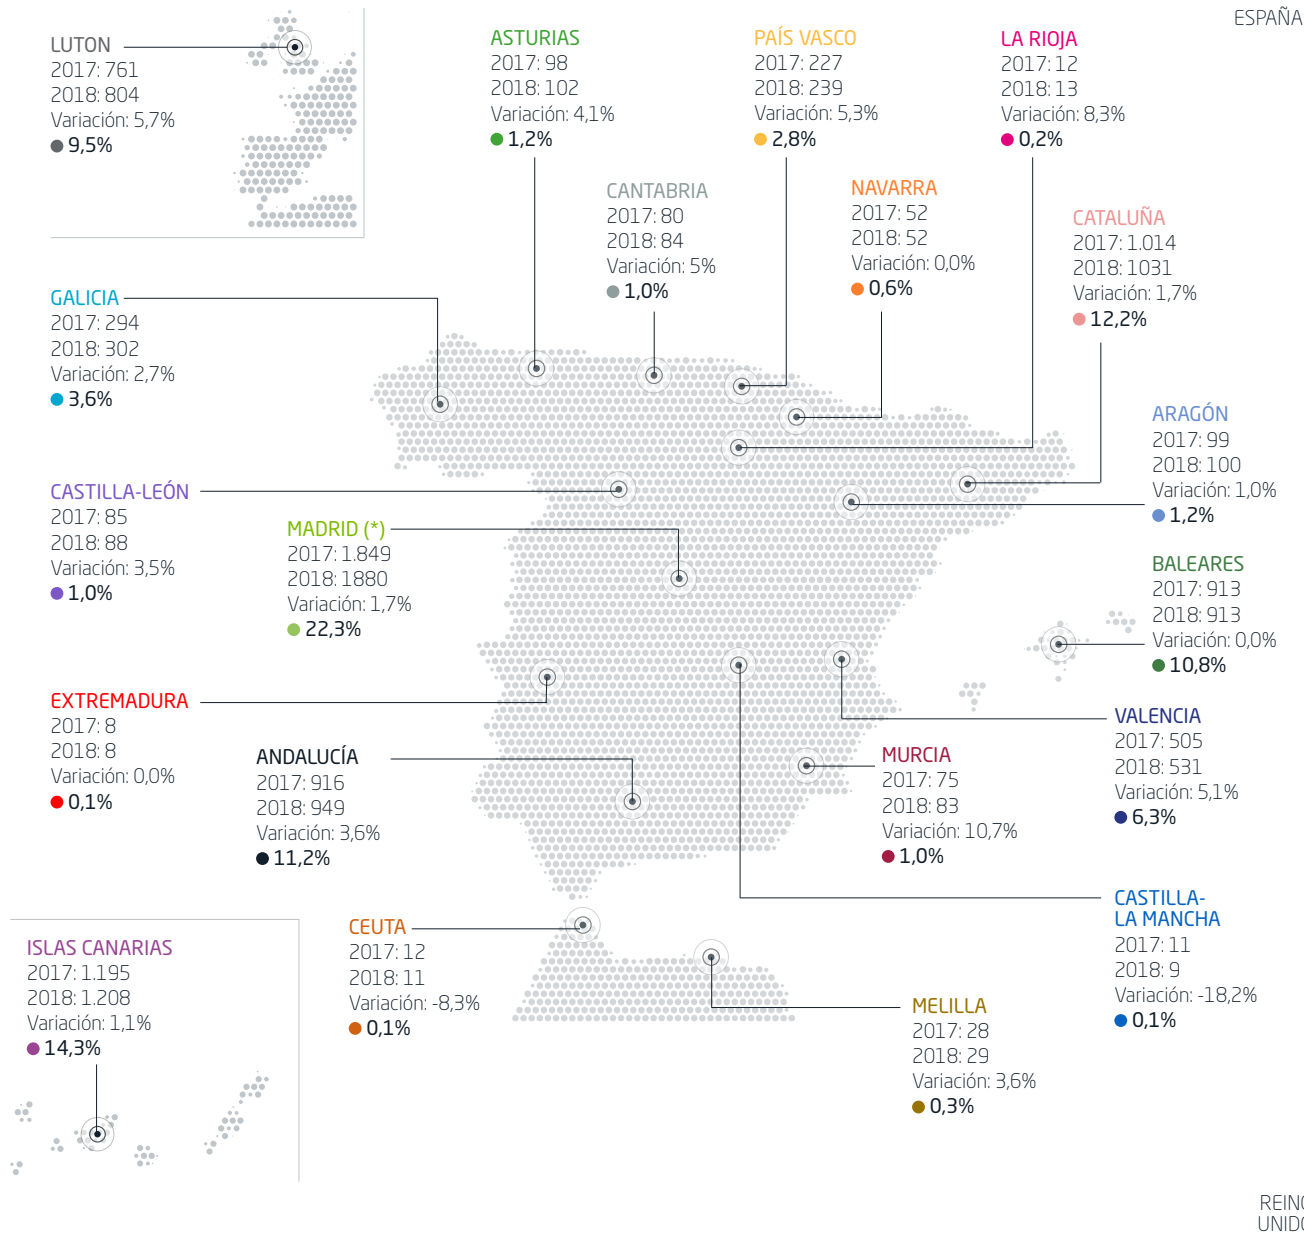 ESPAÑA
LUTON
2017: 761
2018: 804
Variación: 5,7%
9,5%
ASTURIAS
2017: 98
2018: 102
Variación: 4,1%
1,2%
PAÍS VASCO
2017: 227
2018: 239
Variación: 5,3%
2,8%
LA RIOJA
2017: 12
2018: 13
Variación: 8,3%
0,2%
CANTABRIA
2017: 80
2018: 84
Variación: 5%
1,0%
NAVARRA
2017: 52
2018: 52
Variación: 0,0%
0,6%
CATALUÑA
2017: 1.014
2018: 1031
Variación: 1,7%
12,2%
GALICIA
2017: 294
2018: 302
Variación: 2,7%
3,6%
ARAGÓN
2017: 99
2018: 100
Variación: 1,0%
1,2%
CASTILLA-LEÓN
2017: 85
2018: 88
Variación: 3,5%
1,0%
MADRID (*)
2017: 1.849
2018: 1880
Variación: 1,7%
22,3%
BALEARES
2017: 913
2018: 913
Variación: 0,0%
10,8%
EXTREMADURA
2017: 8
2018: 8
Variación: 0,0%
0,1%
ANDALUCÍA
2017: 916
2018: 949
Variación: 3,6%
11,2%
MURCIA
2017: 75
2018: 83
Variación: 10,7%
1,0%
VALENCIA
2017: 505
2018: 531
Variación: 5,1%
6,3%
CASTILLA-
LA MANCHA
2017: 11
2018: 9
Variación: -18,2%
0,1%
ISLAS CANARIAS
2017: 1.195
2018: 1.208
Variación: 1,1%
14,3%
CEUTA
2017: 12
2018: 11
Variación: -8,3%
0,1%
MELILLA
2017: 28
2018: 29
Variación: 3,6%
0,3%
REINO
UNIDO